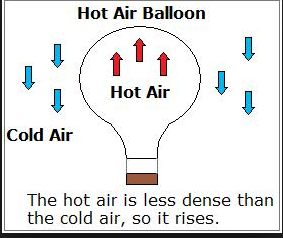 Hot Air Balloon
Hot Air
Cold Air
The hot air is less dense than
the cold air, so it rises.